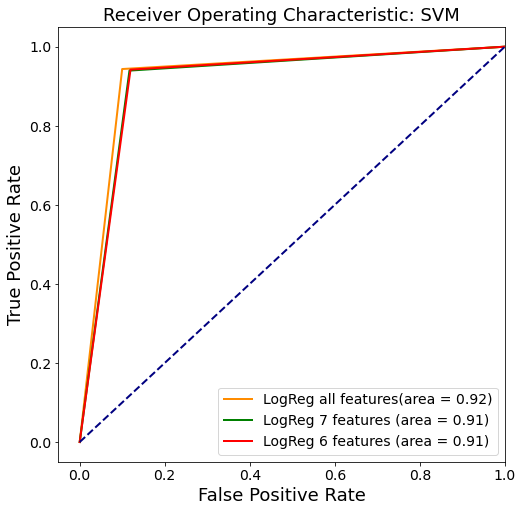 Receiver Operating Characteristic: SVM
True Positive Rate
1.0
0.8
0.6
0.4
0.2
0.0
LogReg all features(area = 0.92)
LogReg 7 features (area = 0.91)
LogReg 6 features (area = 0.91)
0.0 0.2 0.4 0.6 0.8 1.0
False Positive Rate